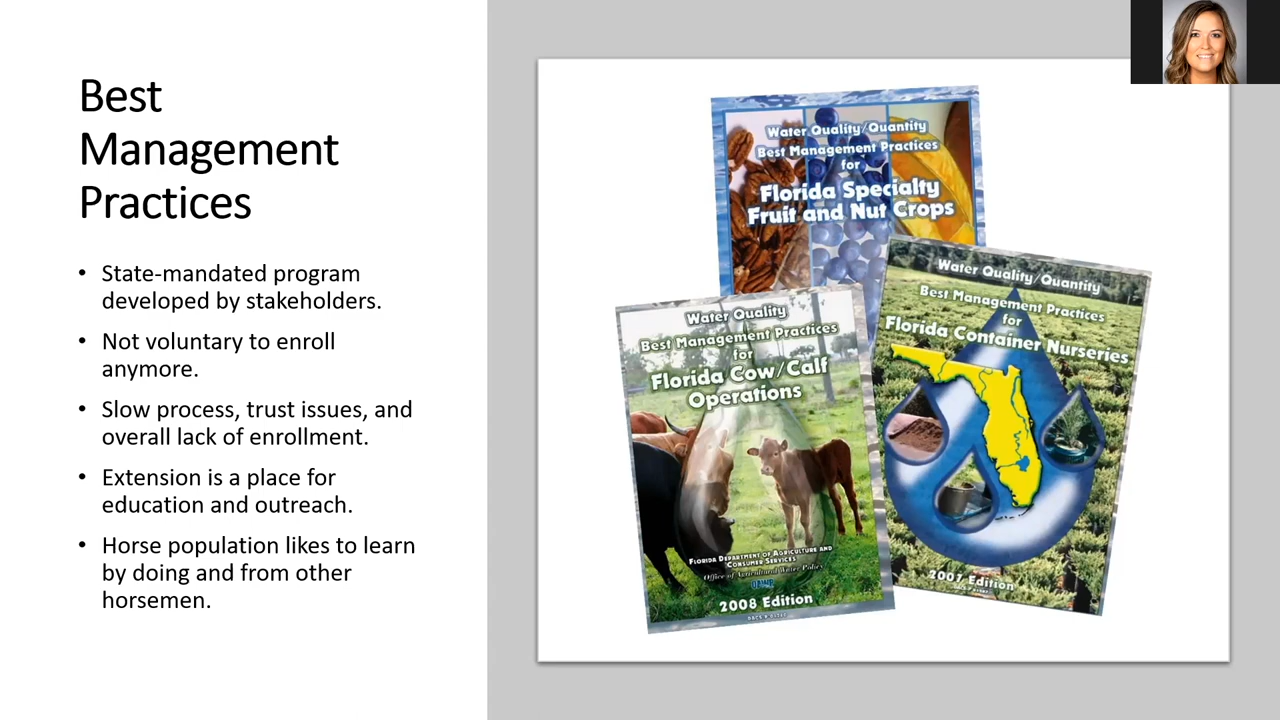 Best
Management
Practices
• State-mandated program
developed by stakeholders.
• Not voluntary to enroll
anymore.
• Slow process, trust issues, and
overall lack of enrollment.
• Extension is a place for
education and outreach.
• Horse population likes to learn
by doing and from other
horsemen.
Water Quality/Quantity
Best Management Practices
for
Florida Specialty
Fruit and Nut Crops
Water Quality
Best Management Practices
for
Florida Cow/Calf
Operations
Florida Department of Agriculture and
Consumer Services
Office of Agricultural Water Policy
2008 Edition
Water Quality/Quantity
Best Management Practices
for
Florida Container Nurseries
2007 Edition